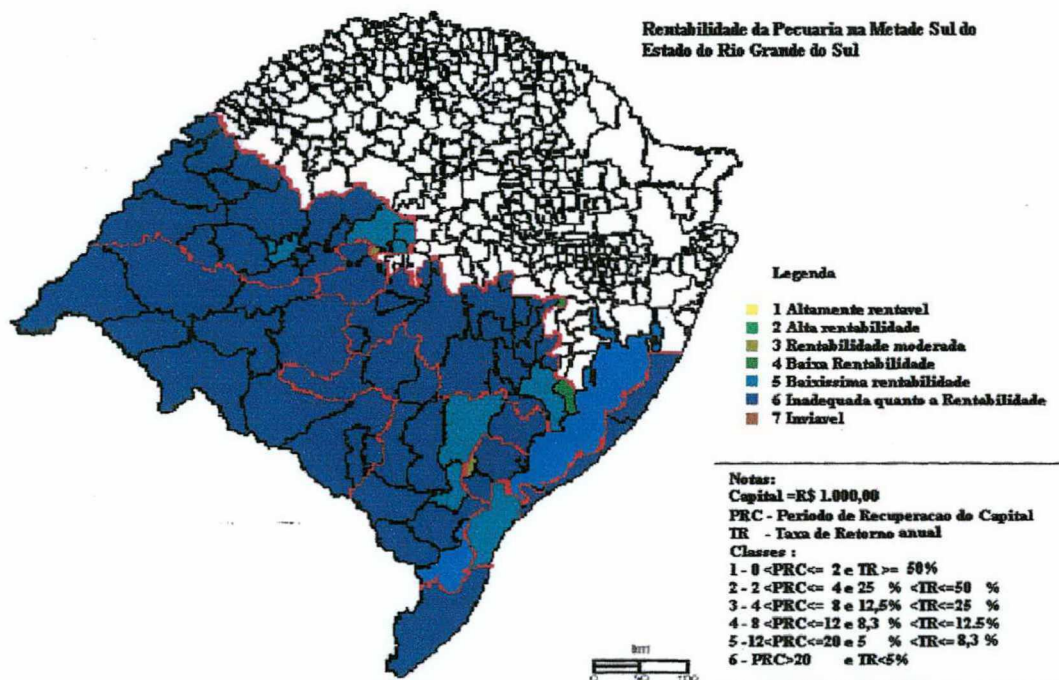 Rentabilidade da Pecuaria na Metade Sul do
Estado do Rio Grande do Sul
Legenda
1 Altamente rentavel
2 Alta rentabilidade
3 Rentabilidade moderada
4 Baixa Rentabilidade
5 Baixissima rentabilidade
6 Inadequada quanto a Rentabilidade
7 Inviavel
Notas:
Capital =R$ 1.000,00
PRC - Periodo de Recuperacao do Capital
TR - Taxa de Retorno anual
Classes :
1 - 0 <PRC<= 2 e TR >= 50%
2 - 2 <PRC<= 4 e 25 % <TR<=50 %
3 - 4 <PRC<= 8 e 12,5% <TR<=25 %
4 - 8 <PRC<=12 e 8,3 % <TR<=12.5%
5 -12<PRC<=20 e 5 % <TR<= 8,3 %
6 - PRC>20 e TR<5%